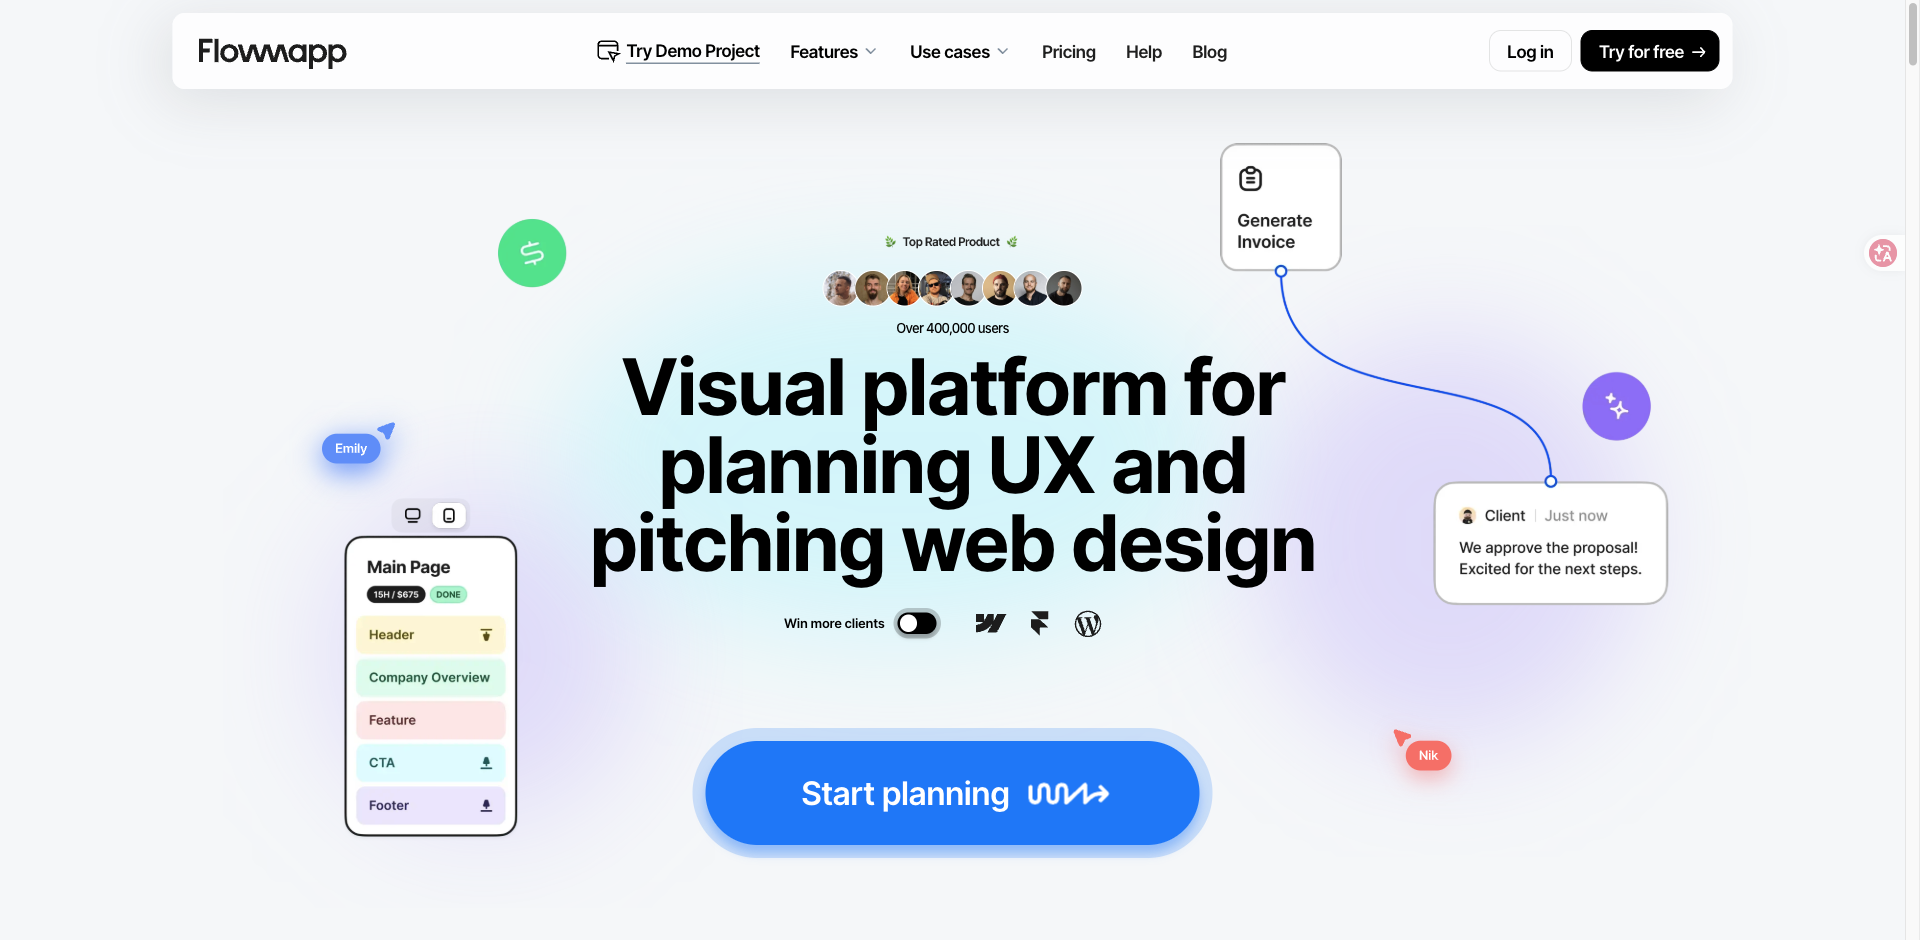 Flowmapp
Try Demo Project
Features
Use cases
Pricing
Help
Blog
Log in
Try for free →
Generate
Invoice
Top Rated Product
Over 400,000 users
Visual platform for
planning UX and
pitching web design
Emily
Client
Just now
We approve the proposal!
Excited for the next steps.
Main Page
15H / $675
DONE
Header
Company Overview
Feature
CTA
Footer
Win more clients
Nik
Start planning